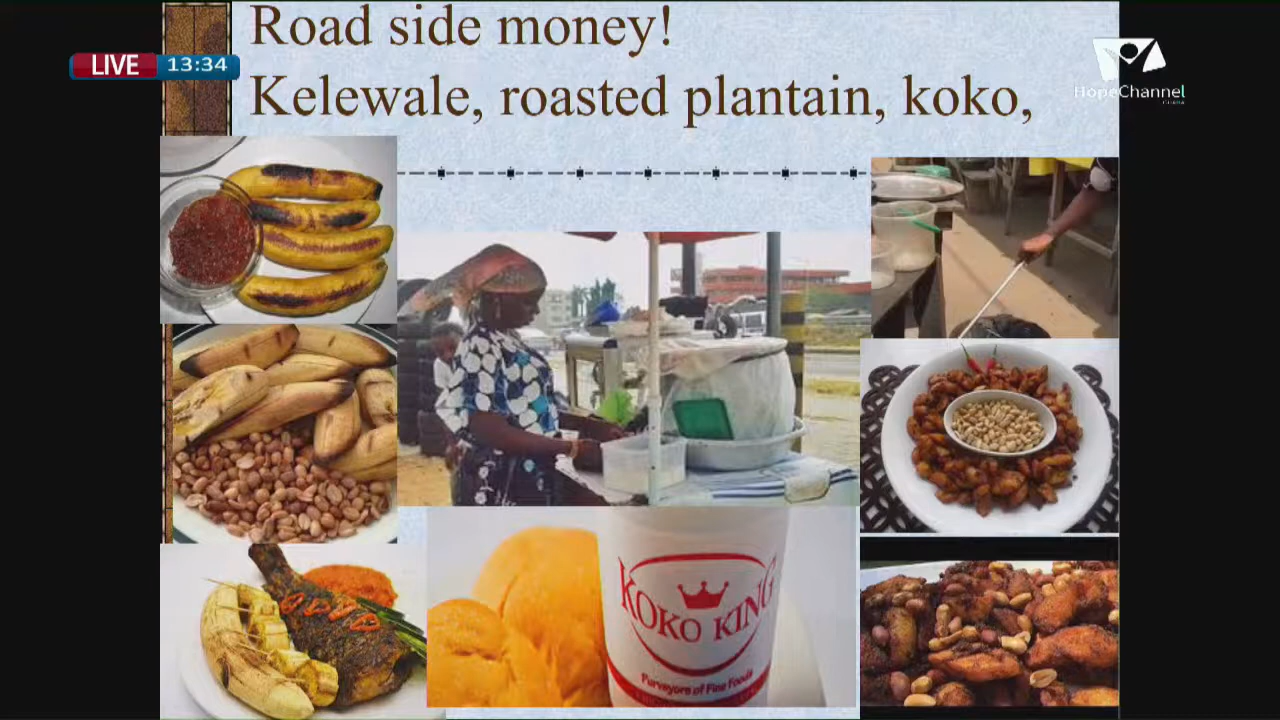 Road side money!
LIVE 13:34
Kelewale, roasted plantain, koko,
HopeChannel
KOKO KING
Purveyors of Fine Foods